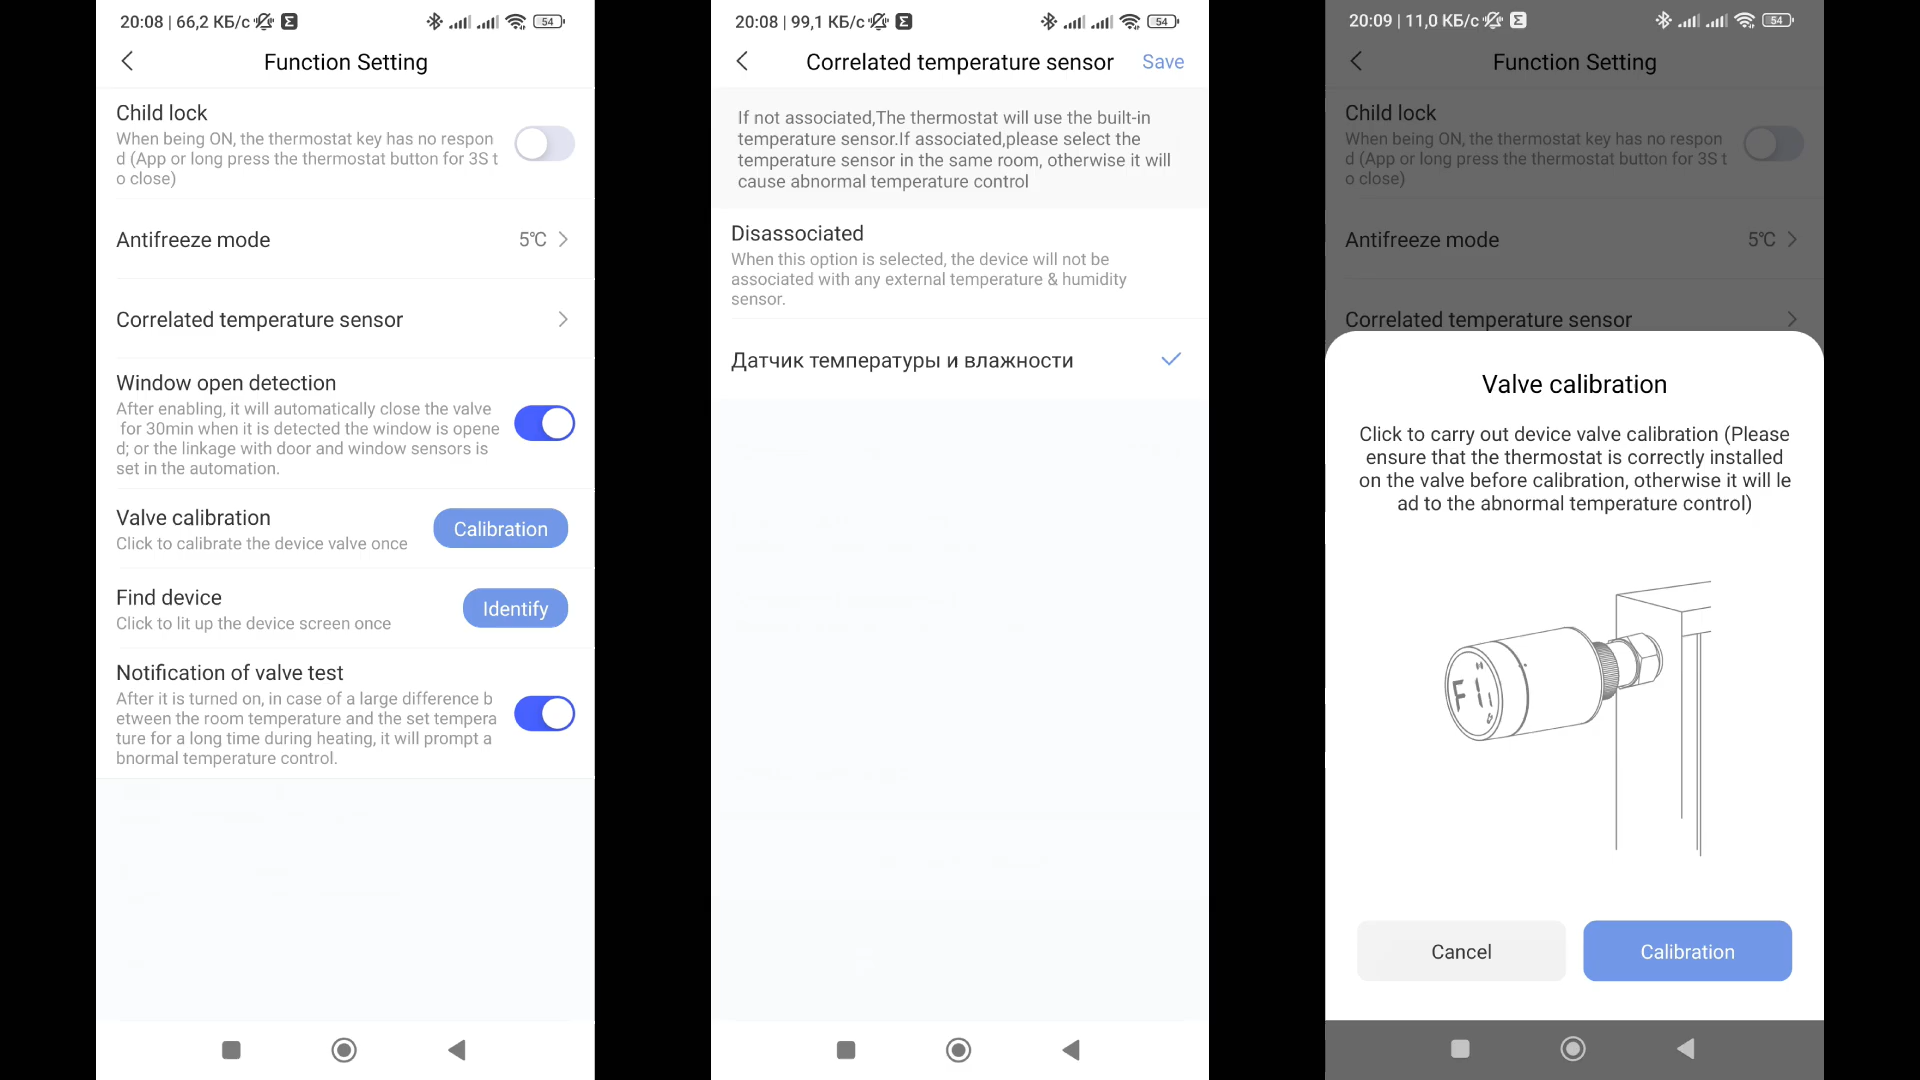 20:08 | 66,2 КБ/с
54
Function Setting
Child lock
When being ON, the thermostat key has no respon
d (App or long press the thermostat button for 3S t
o close)
Antifreeze mode
5℃
Correlated temperature sensor
Window open detection
After enabling, it will automatically close the valve
for 30min when it is detected the window is opene
d; or the linkage with door and window sensors is
set in the automation.
Valve calibration
Click to calibrate the device valve once
Calibration
Find device
Click to lit up the device screen once
Identify
Notification of valve test
After it is turned on, in case of a large difference b
etween the room temperature and the set tempera
ture for a long time during heating, it will prompt a
bnormal temperature control.
20:08 | 99,1 КБ/с
54
Correlated temperature sensor
Save
If not associated,The thermostat will use the built-in
temperature sensor.If associated,please select the
temperature sensor in the same room, otherwise it will
cause abnormal temperature control
Disassociated
When this option is selected, the device will not be
associated with any external temperature & humidity
sensor.
Датчик температуры и влажности
20:09 | 11,0 КБ/с
54
Function Setting
Child lock
When being ON, the thermostat key has no respon
d (App or long press the thermostat button for 3S t
o close)
Antifreeze mode
5℃
Correlated temperature sensor
Valve calibration
Click to carry out device valve calibration (Please
ensure that the thermostat is correctly installed
on the valve before calibration, otherwise it will le
ad to the abnormal temperature control)
Cancel
Calibration